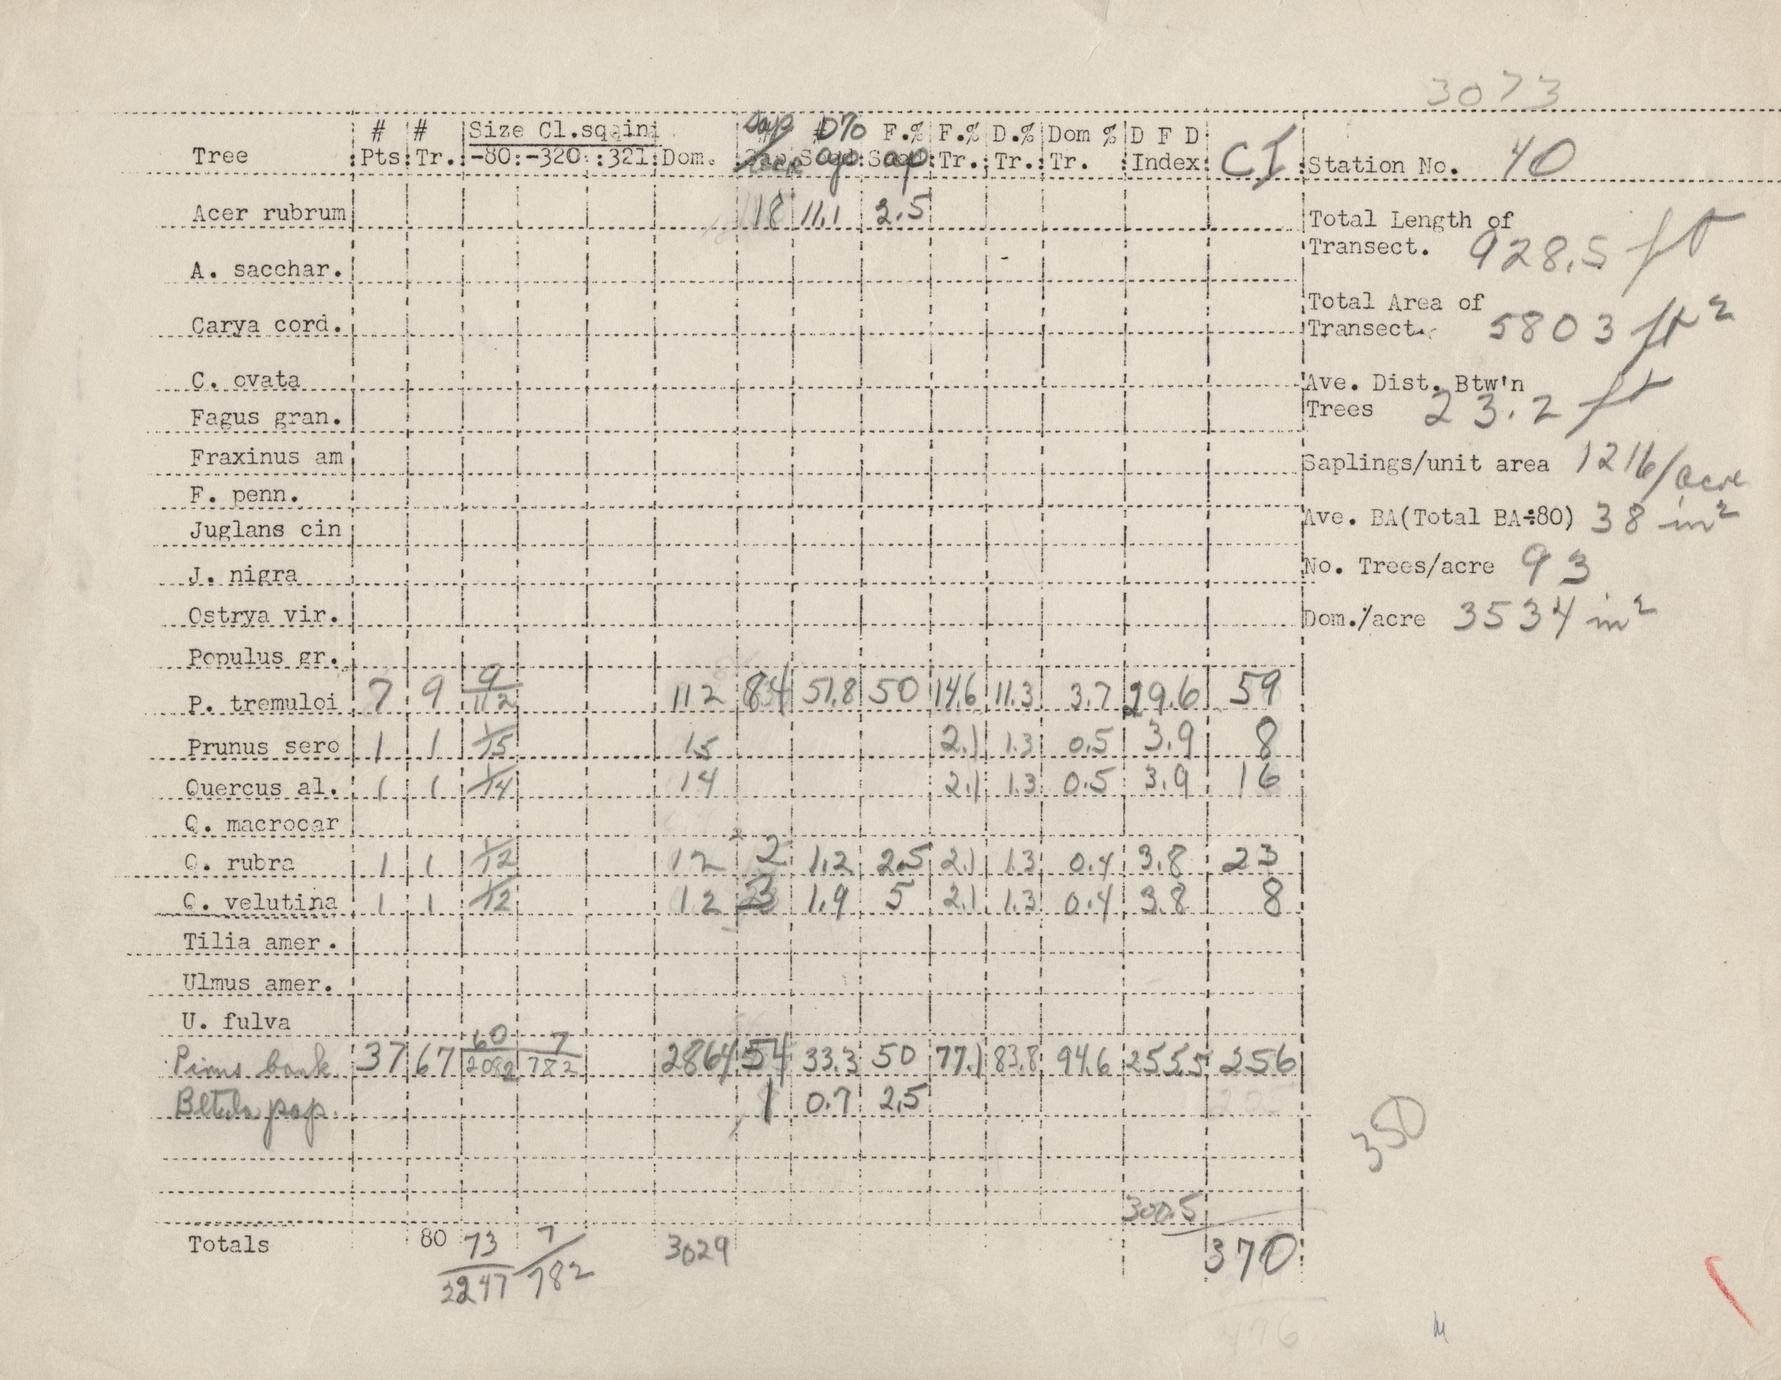 3073
# # Size Cl.sqain Sap D% F.% F.% D.% Dom % D F D
Tree Pts Tr. -80 -320 321 Dom. acre Sap Sap Tr. Tr. Tr. Index CI Station No. 40
Acer rubrum 18 11.1 2.5
Total Length of
Transect. 928.5 ft
A. sacchar.
Total Area of
Carya cord.
Transect. 5803 ft²
C. ovata
Ave. Dist. Btw'n
Trees 23.2 ft
Fagus gran.
Fraxinus am
Saplings/unit area 1216/acre
F. penn.
Juglans cin
Ave. BA(Total BA÷80) 38 in²
J. nigra
No. Trees/acre 93
Ostrya vir.
Dom./acre 3534 in²
Populus gr.
P. tremuloi 7 9 9/112 112 84 51.8 50 14.6 11.3 3.7 29.6 59
Prunus sero 1 1 1/15 15 2.1 1.3 0.5 3.9 8
Quercus al. 1 1 1/14 14 2.1 1.3 0.5 3.9 16
Q. macrocar
Q. rubra 1 1 1/12 12 2 1.2 2.5 2.1 1.3 0.4 3.8 23
Q. velutina 1 1 1/12 12 3 1.9 5 2.1 1.3 0.4 3.8 8
Tilia amer.
Ulmus amer.
U. fulva
Pinus bank 37 67 60/2082 7/782 2864 54 33.3 50 77.1 83.8 94.6 255.5 256
Betula pap. 1 0.7 2.5
350
300.5
Totals 80 73/2247 7/782 3029 370
476
M